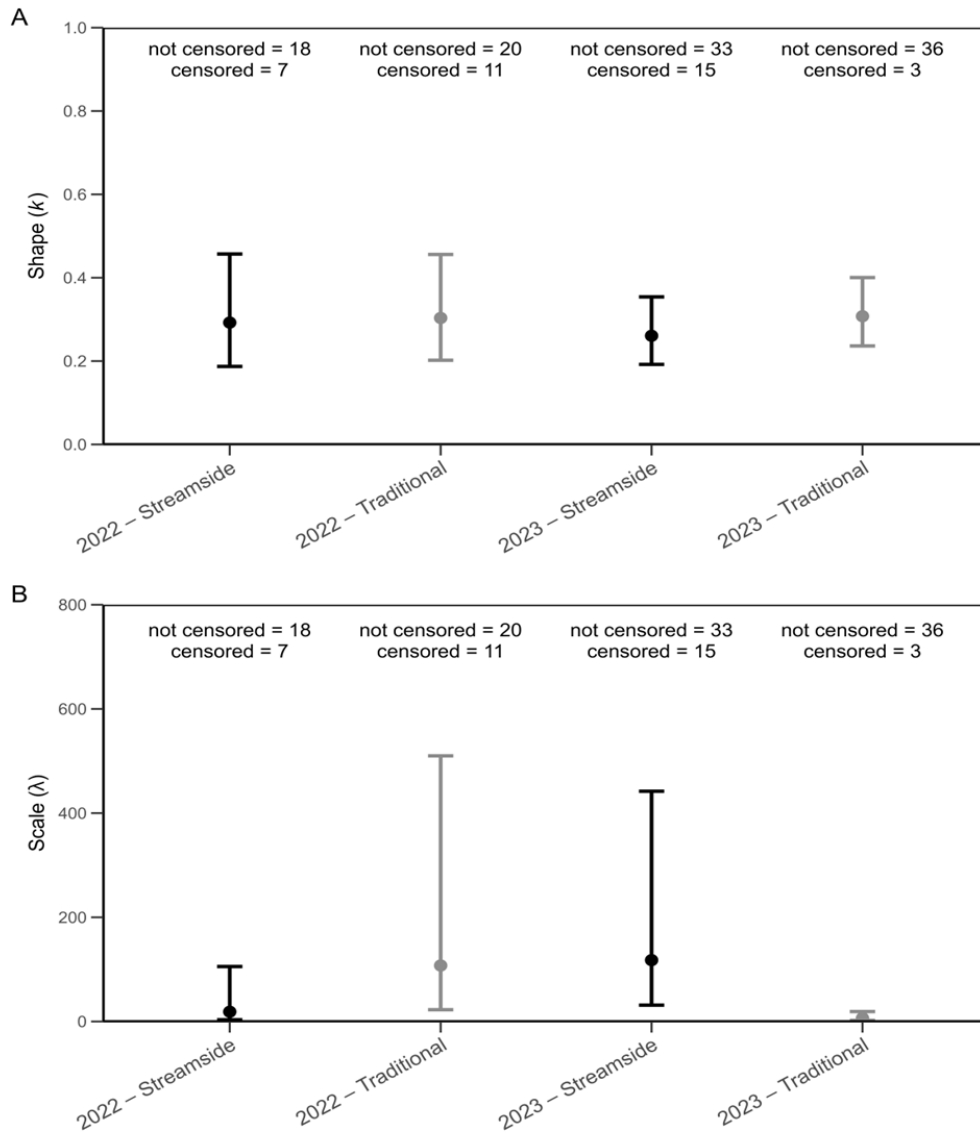 A
1.0
not censored = 18
censored = 7
not censored = 20
censored = 11
not censored = 33
censored = 15
not censored = 36
censored = 3
0.8
0.6
0.4
0.2
0.0
Shape (k)
2022 – Streamside
2022 – Traditional
2023 – Streamside
2023 – Traditional
B
800
not censored = 18
censored = 7
not censored = 20
censored = 11
not censored = 33
censored = 15
not censored = 36
censored = 3
600
400
200
0
Scale (λ)
2022 – Streamside
2022 – Traditional
2023 – Streamside
2023 – Traditional